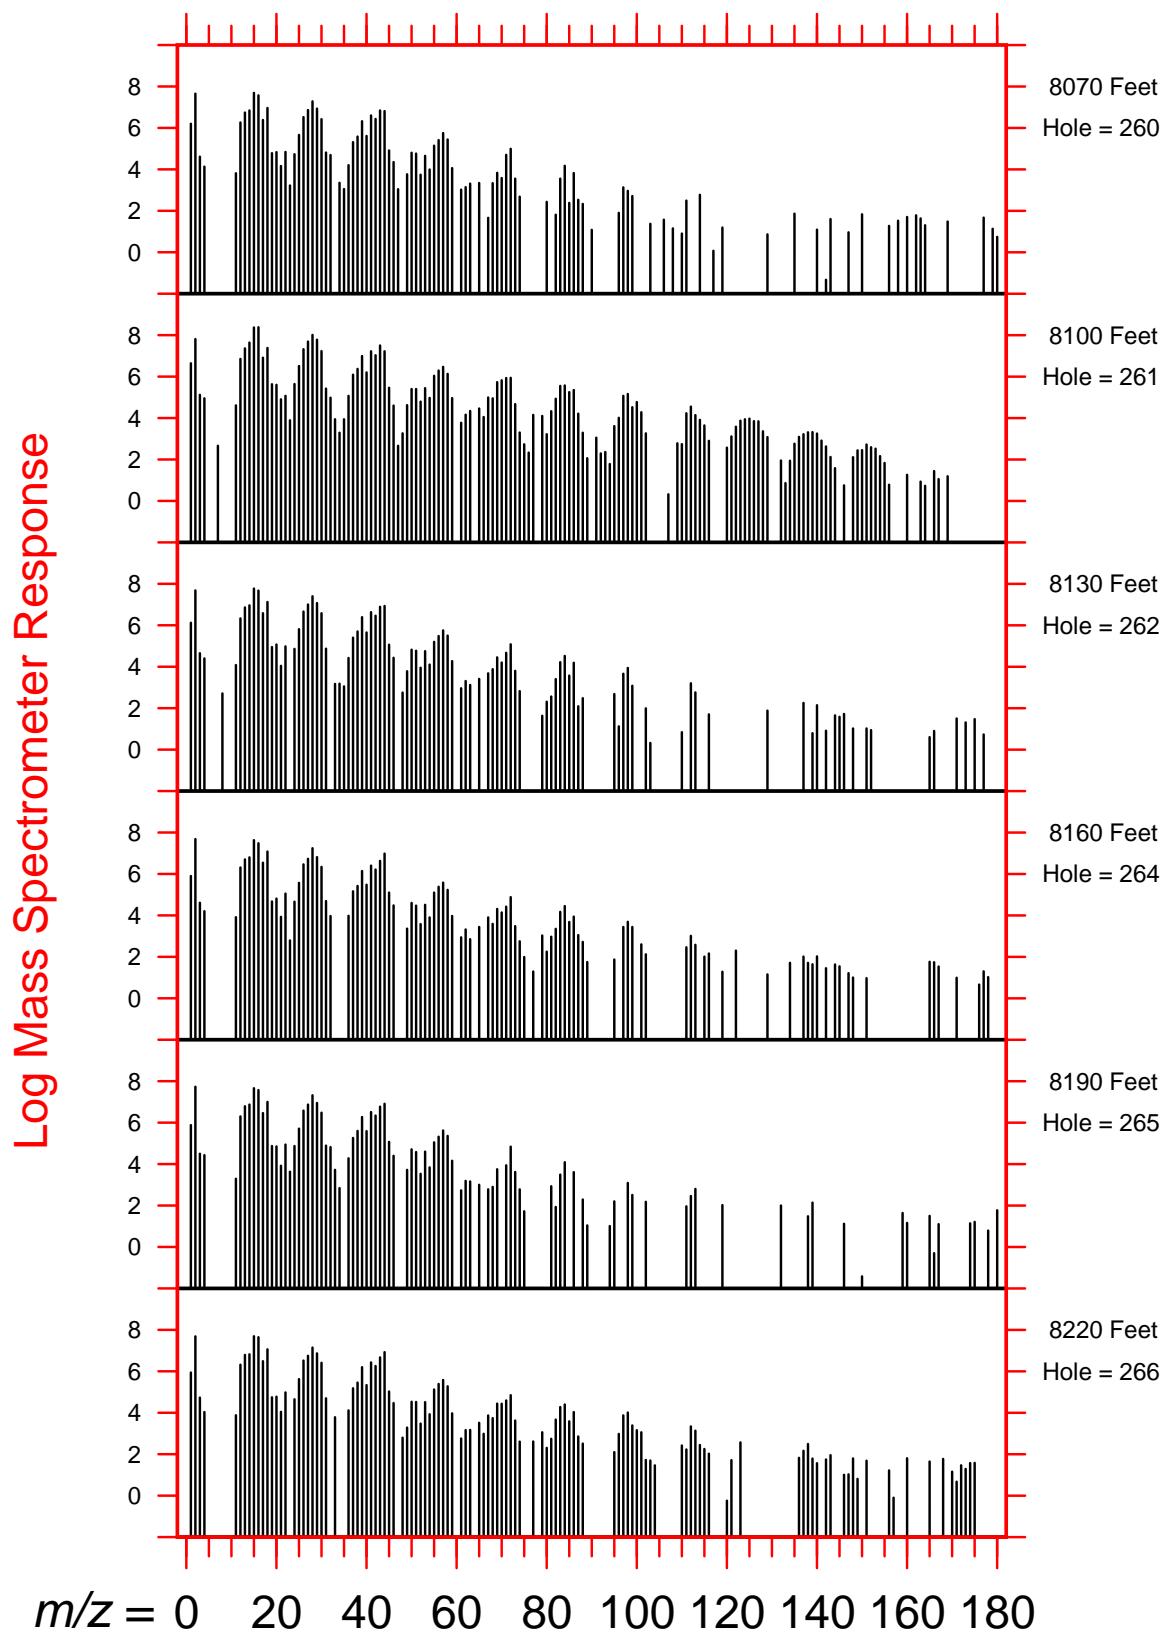 8
6
4
2
0
8070 Feet
Hole = 260
8
6
4
2
0
8100 Feet
Hole = 261
8
6
4
2
0
8130 Feet
Hole = 262
8
6
4
2
0
8160 Feet
Hole = 264
8
6
4
2
0
8190 Feet
Hole = 265
8
6
4
2
0
8220 Feet
Hole = 266
Log Mass Spectrometer Response
m/z = 0 20 40 60 80 100 120 140 160 180